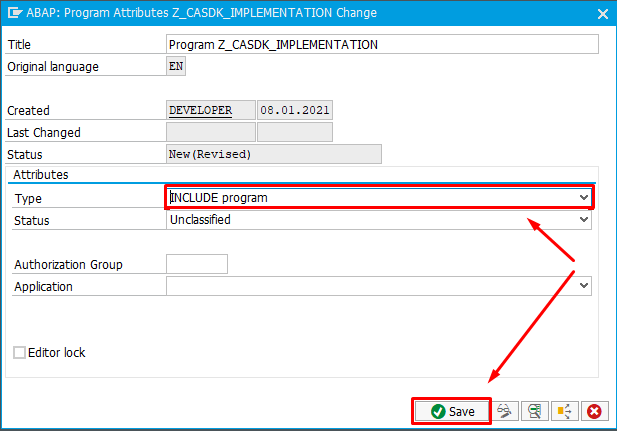 ABAP: Program Attributes Z_CASDK_IMPLEMENTATION Change
Title Program Z_CASDK_IMPLEMENTATION
Original language EN
Created DEVELOPER 08.01.2021
Last Changed
Status New(Revised)
Attributes
Type INCLUDE program
Status Unclassified
Authorization Group
Application
Editor lock
Save